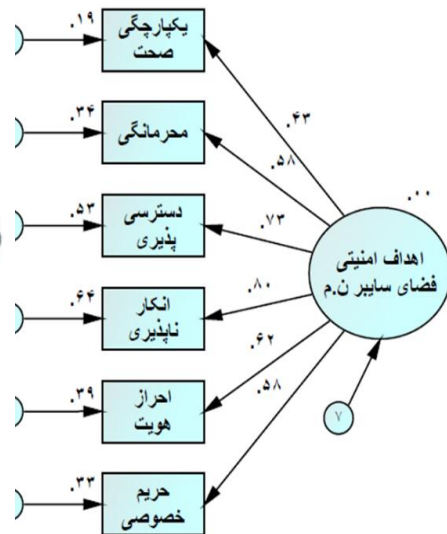 .۱۹
یکپارچگی
صحت
.۴۳
.۳۴
محرمانگی
.۵۸
.۰۰
.۵۳
دسترسی
پذیری
.۷۳
اهداف امنیتی
فضای سایبر ن.م
.۶۴
انکار
ناپذیری
.۸۰
.۳۹
احراز
هویت
.۶۲
.۵۸
۷
.۳۳
حریم
خصوصی